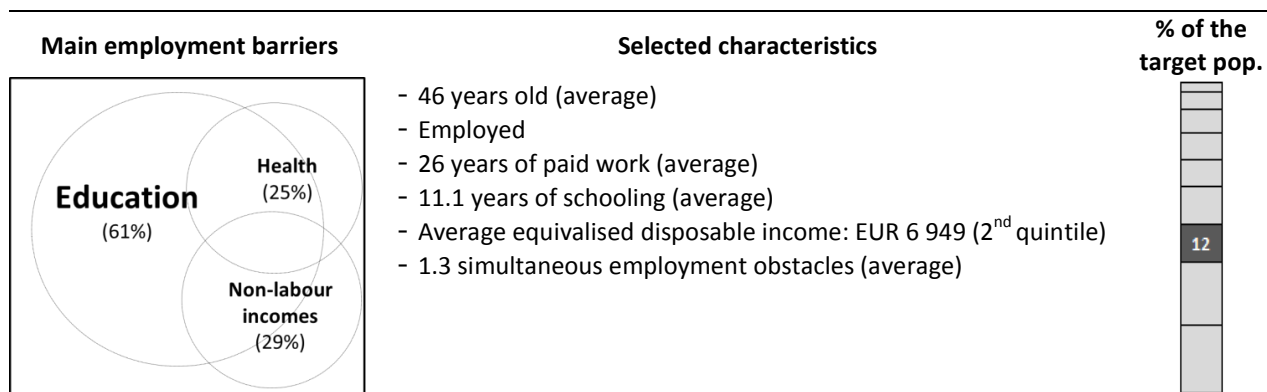 Main employment barriers
Selected characteristics
% of the
target pop.
Education
(61%)
Health
(25%)
Non-labour
incomes
(29%)
- 46 years old (average)
- Employed
- 26 years of paid work (average)
- 11.1 years of schooling (average)
- Average equivalised disposable income: EUR 6 949 (2nd quintile)
- 1.3 simultaneous employment obstacles (average)
12